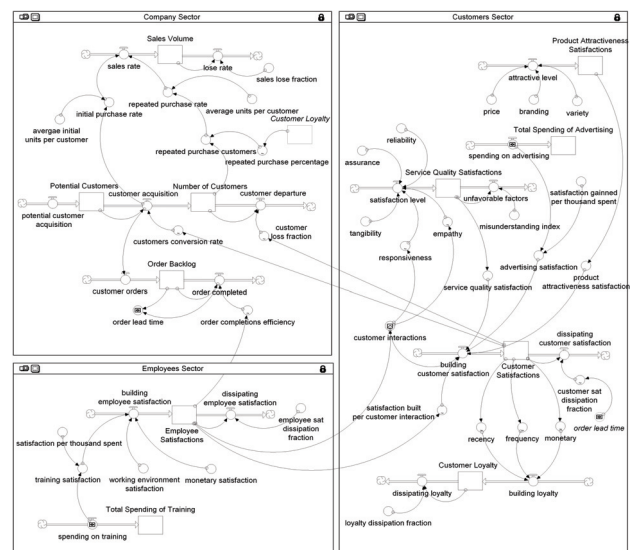 Company Sector
Sales Volume
sales rate
lose rate
sales lose fraction
repeated purchase rate
initial purchase rate
average units per customer
avergae initial
units per customer
Customer Loyalty
repeated purchase customers
repeated purchase percentage
Potential Customers
customer acquisition
Number of Customers
customer departure
potential customer
acquisition
customer
loss fraction
customers conversion rate
Order Backlog
customer orders
order completed
order lead time
order completions efficiency
Employees Sector
building
employee satisfaction
dissipating
employee satisfaction
Employee
Satisfactions
employee sat
dissipation
fraction
satisfaction per thousand spent
training satisfaction
working environment
satisfaction
monetary satisfaction
Total Spending of Training
spending on training
Customers Sector
Product Attractiveness
Satisfactions
attractive level
price
branding
variety
reliability
Total Spending of Advertising
spending on advertising
assurance
Service Quality Satisfactions
satisfaction level
unfavorable factors
satisfaction gainned
per thousand spent
tangibility
empathy
misunderstanding index
responsiveness
advertising satisfaction
service quality satisfaction
product
attractiveness satisfaction
customer interactions
dissipating
customer satisfaction
building
customer satisfaction
Customer
Satisfactions
customer sat
dissipation
fraction
satisfaction built
per customer interaction
order lead time
recency
frequency
monetary
Customer Loyalty
dissipating loyalty
building loyalty
loyalty dissipation fraction